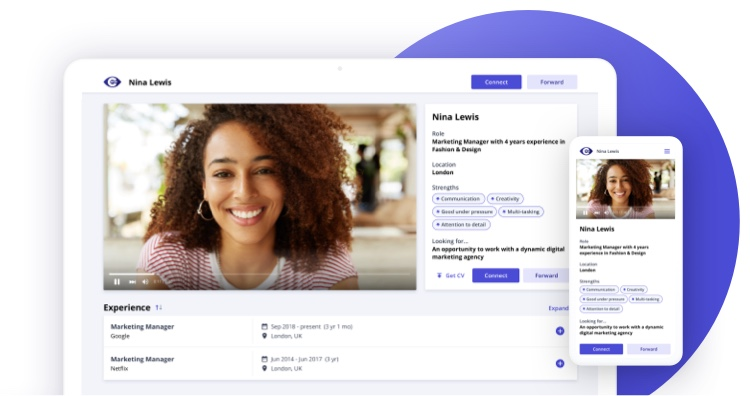 Nina Lewis
Connect
Forward
Nina Lewis
Role
Marketing Manager with 4 years experience in
Fashion & Design
Location
London
Strengths
Communication
Creativity
Good under pressure
Multi-tasking
Attention to detail
Looking for...
An opportunity to work with a dynamic digital
marketing agency
Get CV
Connect
Forward
Experience
Expand
Marketing Manager
Google
Sep 2018 - present (3 yr 1 mo)
London, UK
Marketing Manager
Netflix
Jun 2014 - Jun 2017 (3 yr)
London, UK
Nina Lewis
Nina Lewis
Role
Marketing Manager with 4 years
experience in Fashion & Design
Location
London
Strengths
Communication
Creativity
Good under pressure
Multi-tasking
Attention to detail
Looking for...
An opportunity to work with a dynamic
digital marketing agency
Connect
Forward